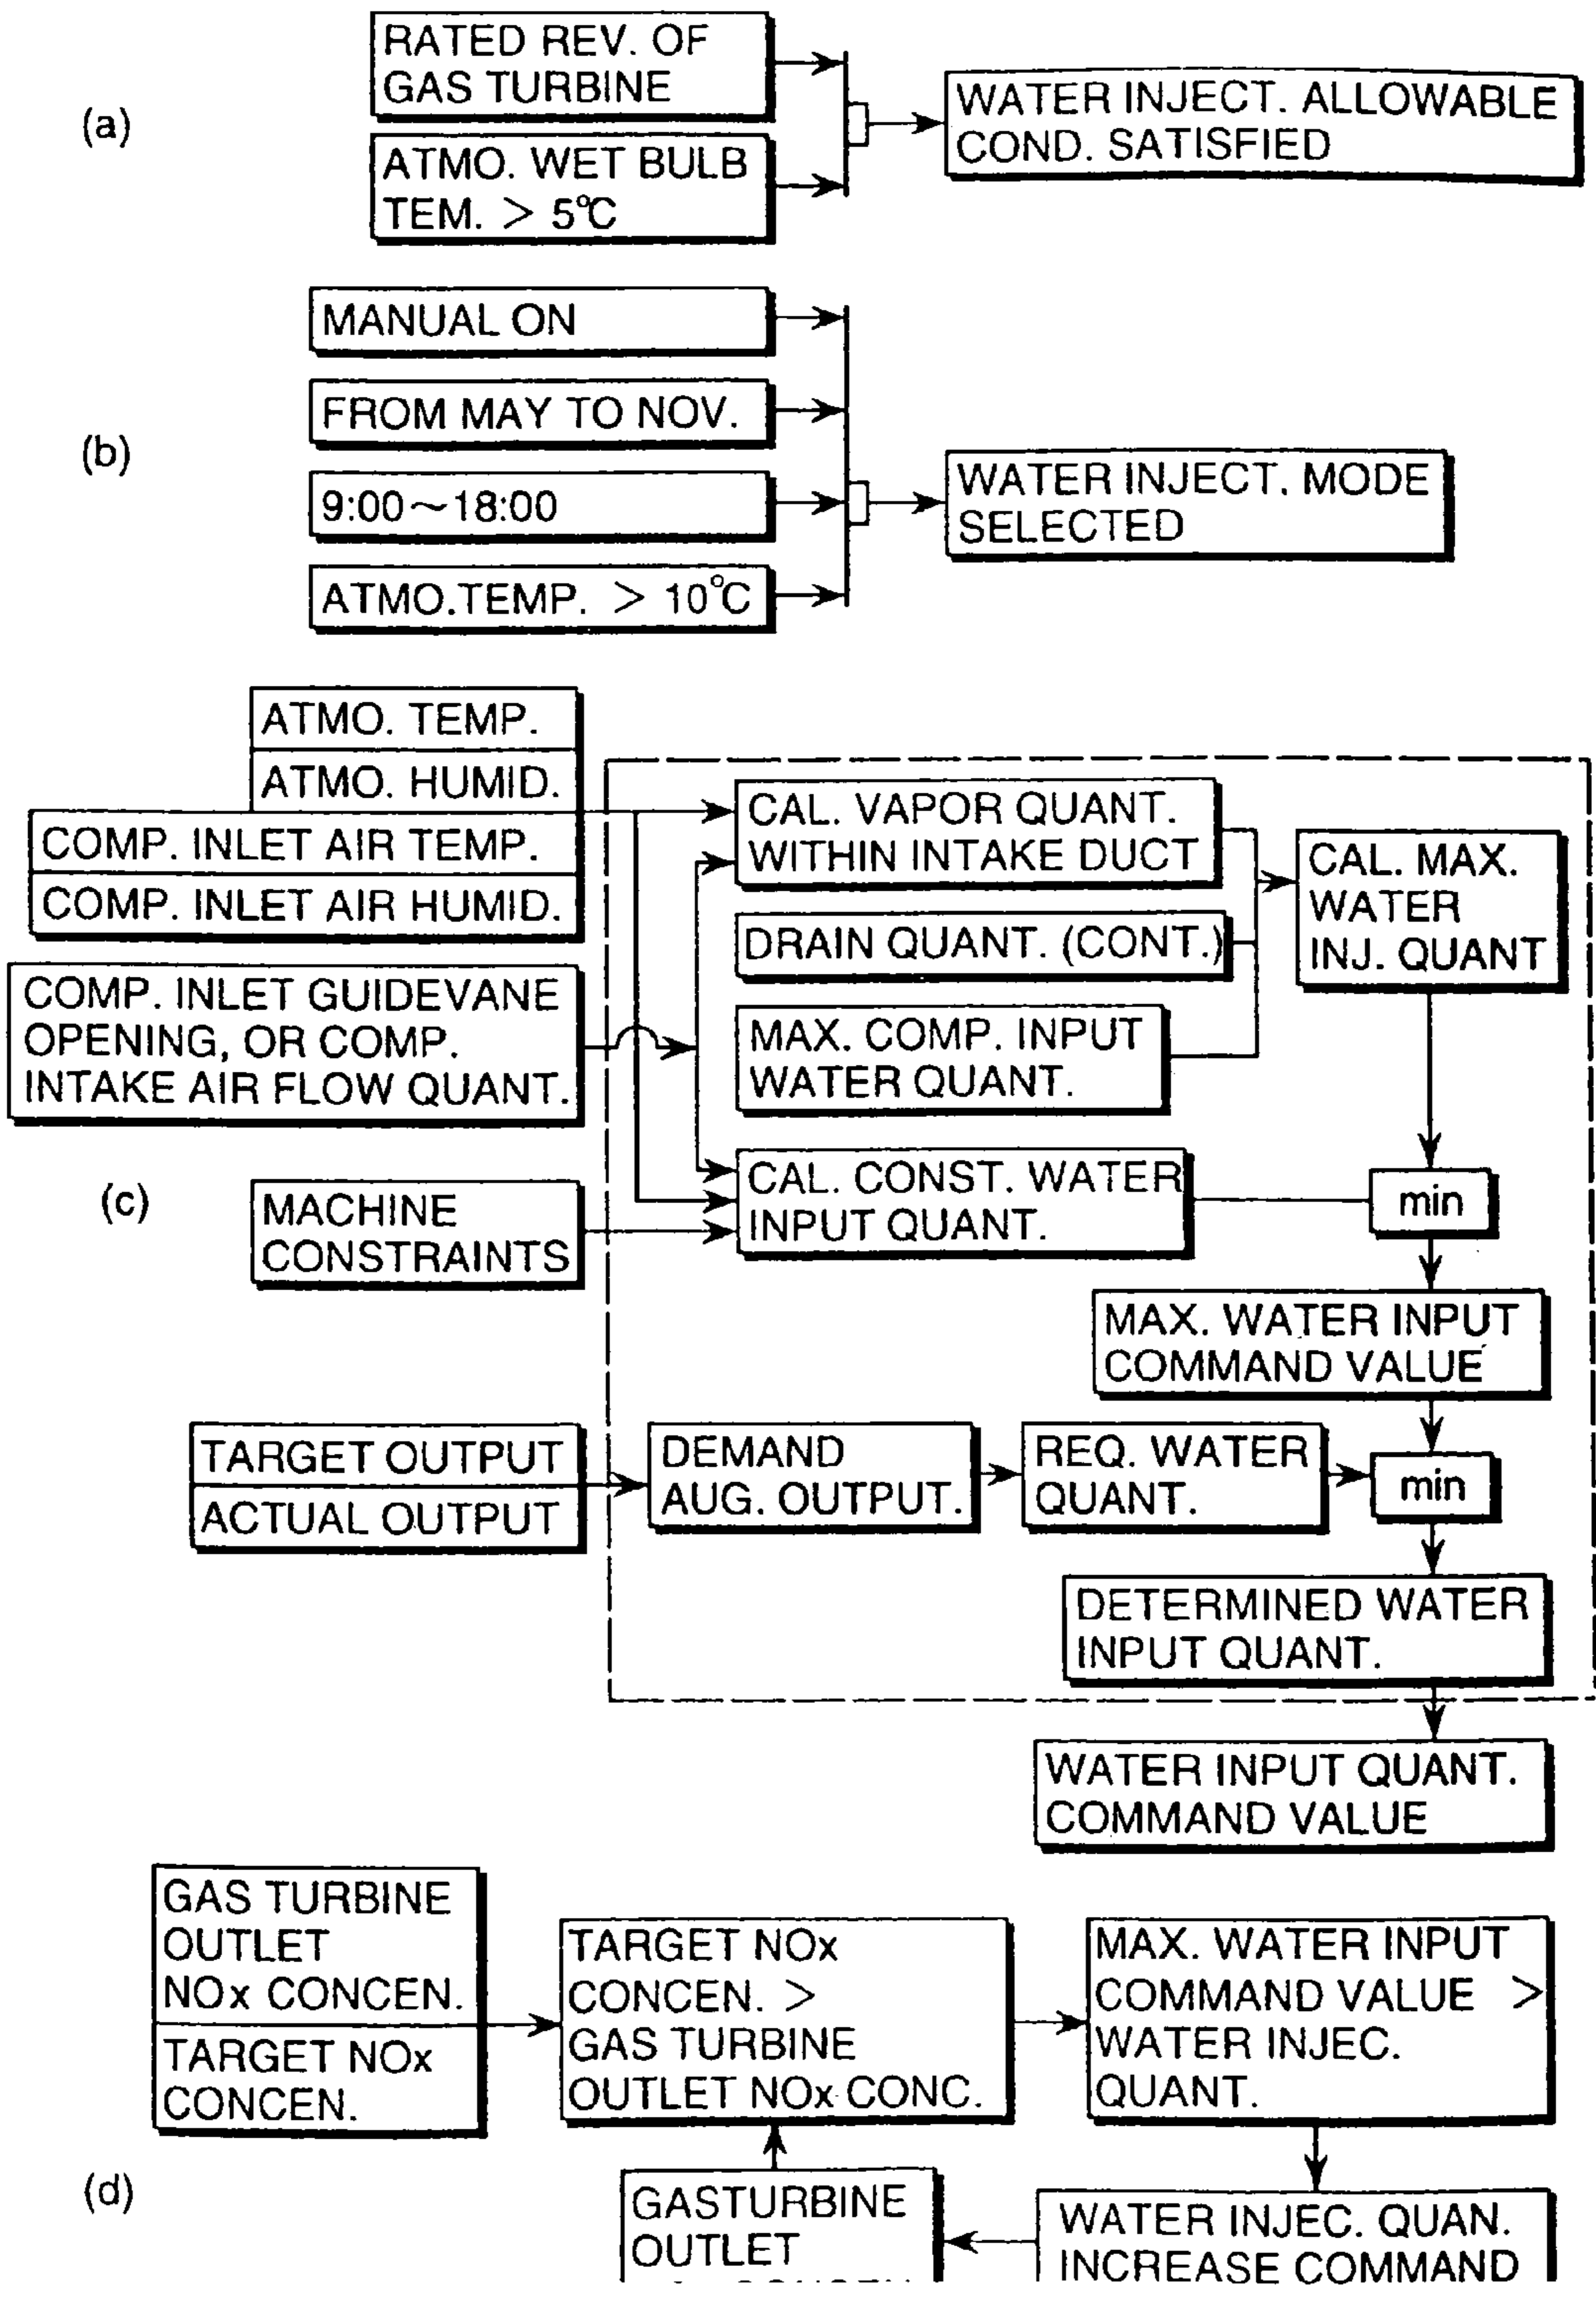 (a)
RATED REV. OF
GAS TURBINE
ATMO. WET BULB
TEM. > 5℃
WATER INJECT. ALLOWABLE
COND. SATISFIED
(b)
MANUAL ON
FROM MAY TO NOV.
9:00～18:00
ATMO.TEMP. > 10℃
WATER INJECT. MODE
SELECTED
(c)
ATMO. TEMP.
ATMO. HUMID.
COMP. INLET AIR TEMP.
COMP. INLET AIR HUMID.
COMP. INLET GUIDEVANE
OPENING, OR COMP.
INTAKE AIR FLOW QUANT.
MACHINE
CONSTRAINTS
CAL. VAPOR QUANT.
WITHIN INTAKE DUCT
DRAIN QUANT. (CONT.)
MAX. COMP. INPUT
WATER QUANT.
CAL. CONST. WATER
INPUT QUANT.
CAL. MAX.
WATER
INJ. QUANT
min
MAX. WATER INPUT
COMMAND VALUE
TARGET OUTPUT
ACTUAL OUTPUT
DEMAND
AUG. OUTPUT.
REQ. WATER
QUANT.
min
DETERMINED WATER
INPUT QUANT.
WATER INPUT QUANT.
COMMAND VALUE
(d)
GAS TURBINE
OUTLET
NOx CONCEN.
TARGET NOx
CONCEN.
TARGET NOx
CONCEN. >
GAS TURBINE
OUTLET NOx CONC.
MAX. WATER INPUT
COMMAND VALUE >
WATER INJEC.
QUANT.
GASTURBINE
OUTLET
WATER INJEC. QUAN.
INCREASE COMMAND